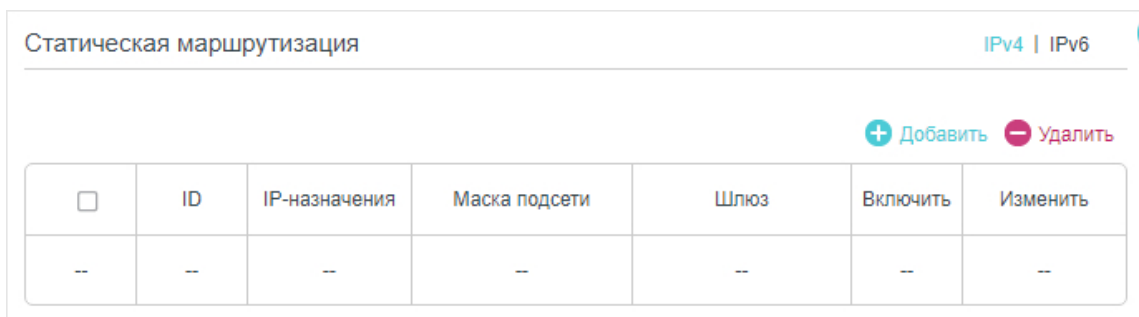 Статическая маршрутизация IPv4 | IPv6
Добавить Удалить
ID IP-назначения Маска подсети Шлюз Включить Изменить
-- -- -- -- -- -- --